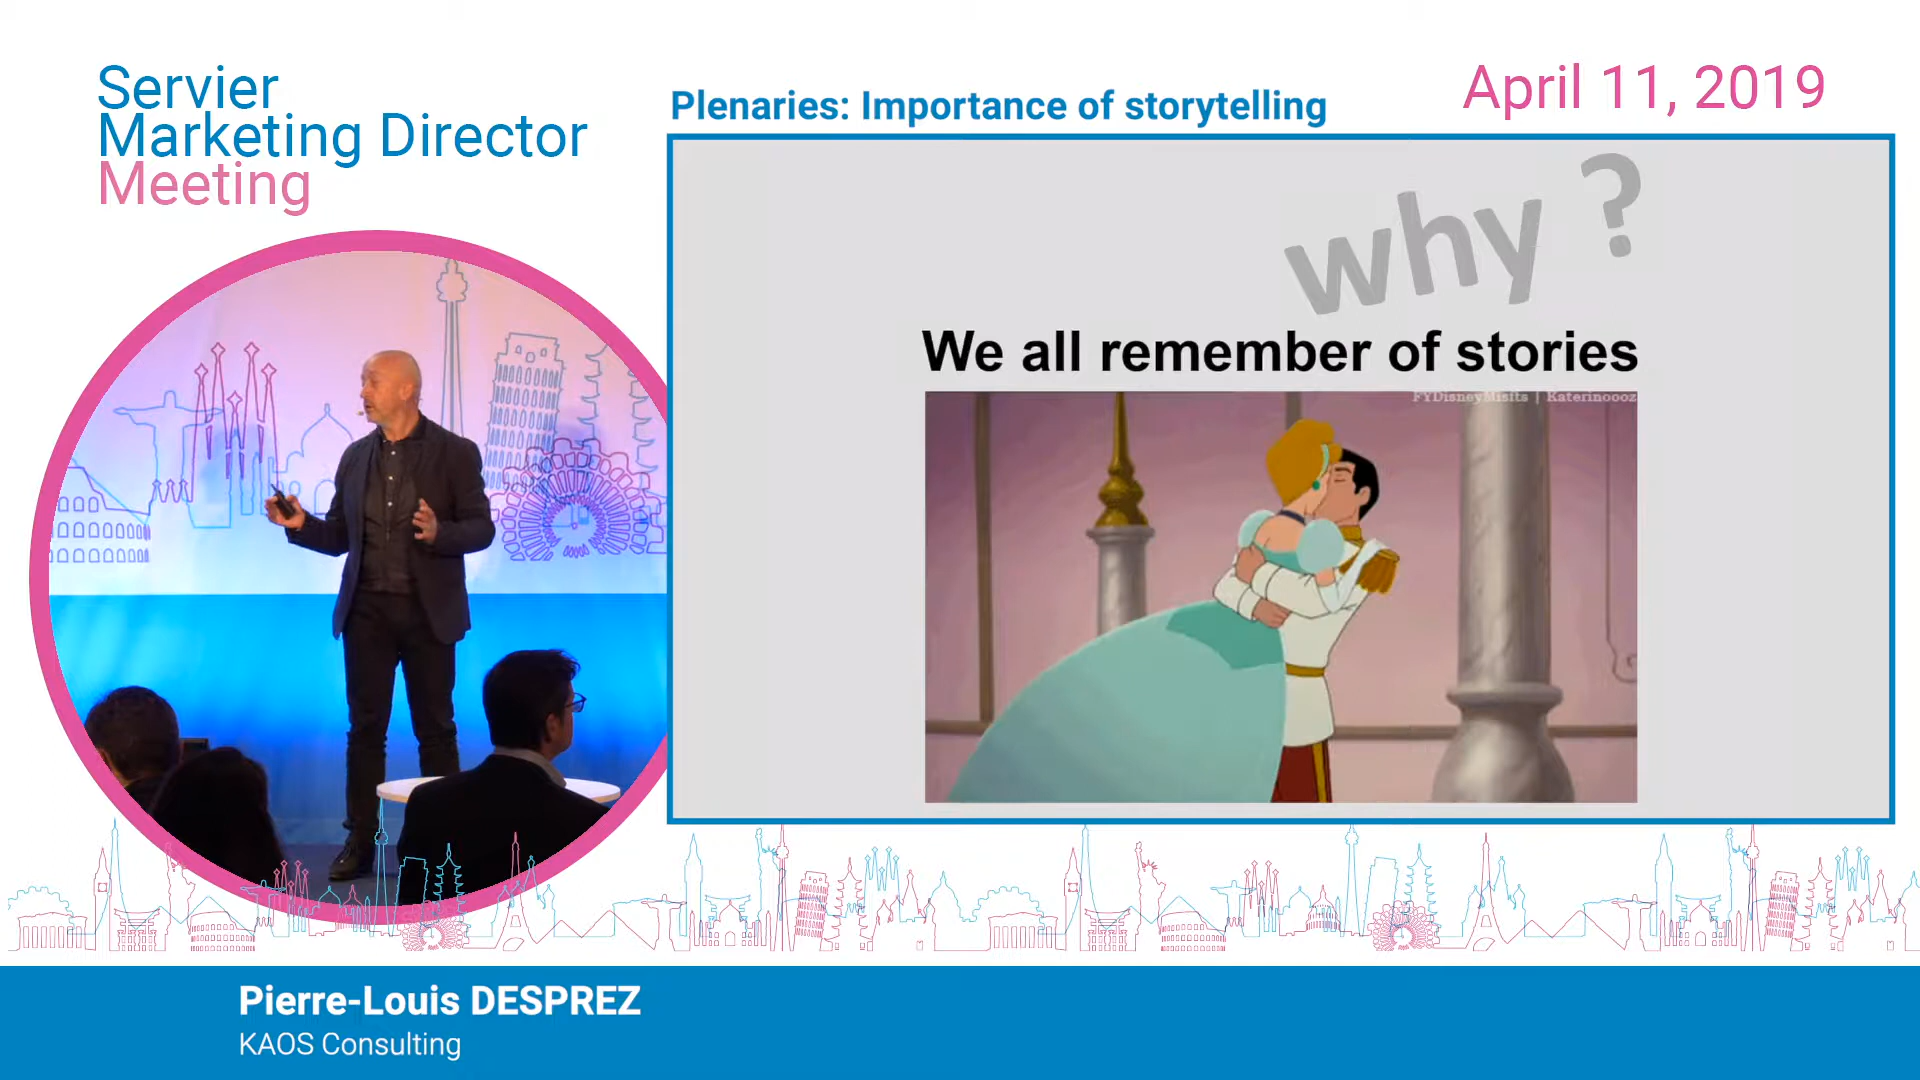 Servier
Marketing Director
Meeting
Plenaries: Importance of storytelling
April 11, 2019
why ?
We all remember of stories
FYDisneyMisfits | Katerinoooz
Pierre-Louis DESPREZ
KAOS Consulting